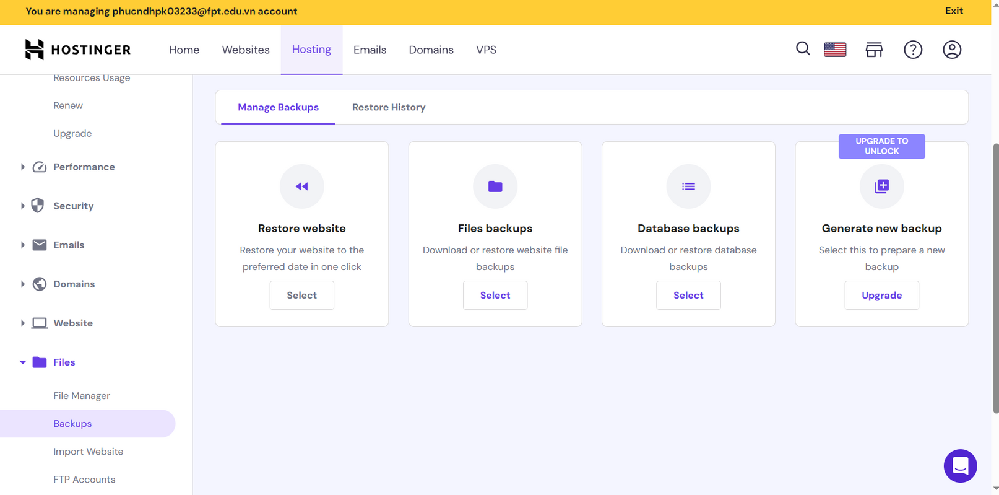 You are managing phucndhpk03233@fpt.edu.vn account
Exit
HOSTINGER
Home
Websites
Hosting
Emails
Domains
VPS
Resources Usage
Renew
Upgrade
Performance
Security
Emails
Domains
Website
Files
File Manager
Backups
Import Website
FTP Accounts
Manage Backups
Restore History
Restore website
Restore your website to the
preferred date in one click
Select
Files backups
Download or restore website file
backups
Select
Database backups
Download or restore database
backups
Select
UPGRADE TO
UNLOCK
Generate new backup
Select this to prepare a new
backup
Upgrade